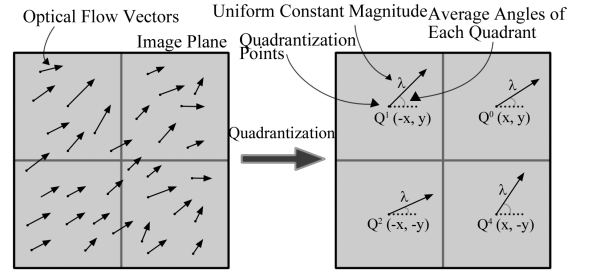 Optical Flow Vectors
Image Plane
Uniform Constant Magnitude
Average Angles of
Each Quadrant
Quadrantization
Points
Quadrantization
λ
Q¹ (-x, y)
λ
Q⁰ (x, y)
λ
Q² (-x, -y)
λ
Q⁴ (x, -y)